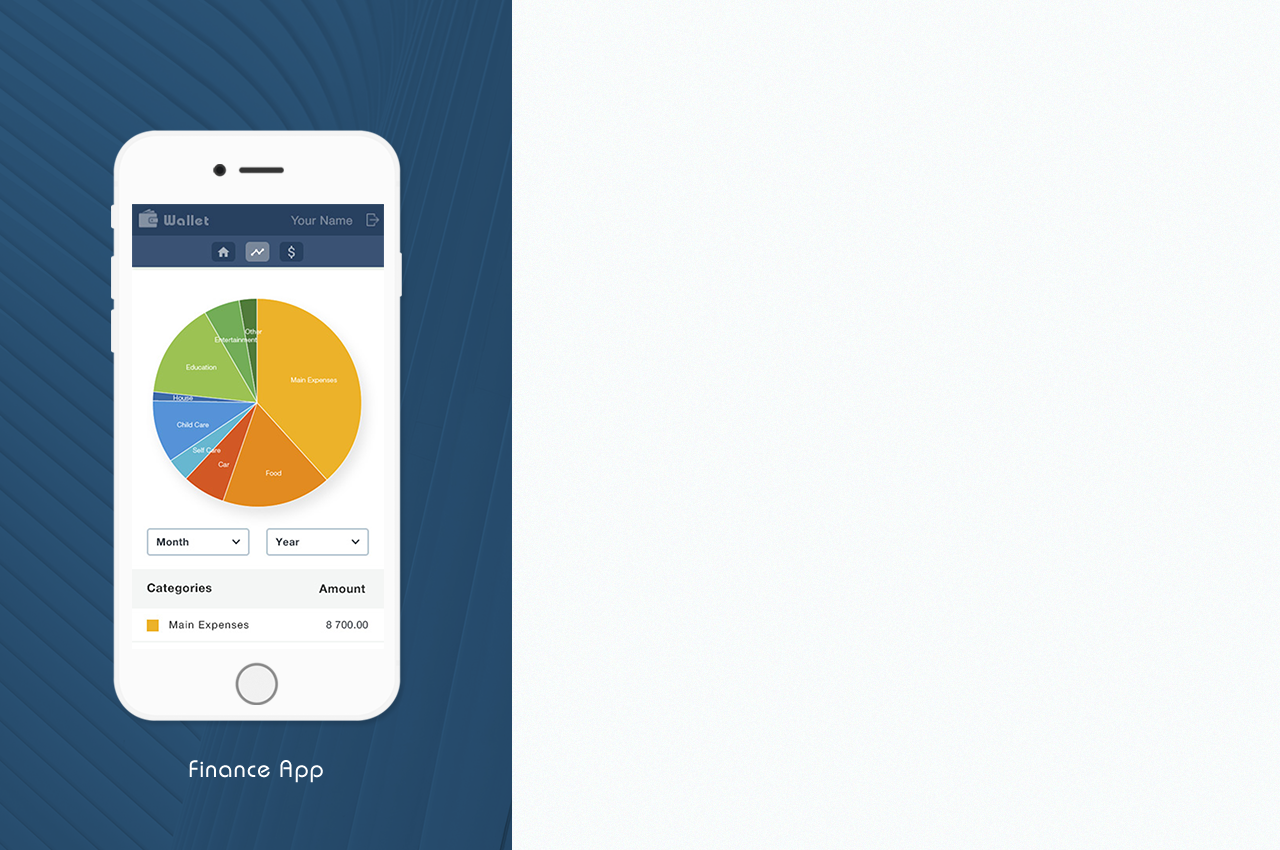 Wallet
Your Name
$
Other
Entertainment
Education
Main Expenses
House
Child Care
Self Care
Car
Food
Month
Year
Categories
Amount
Main Expenses
8 700.00
Finance App